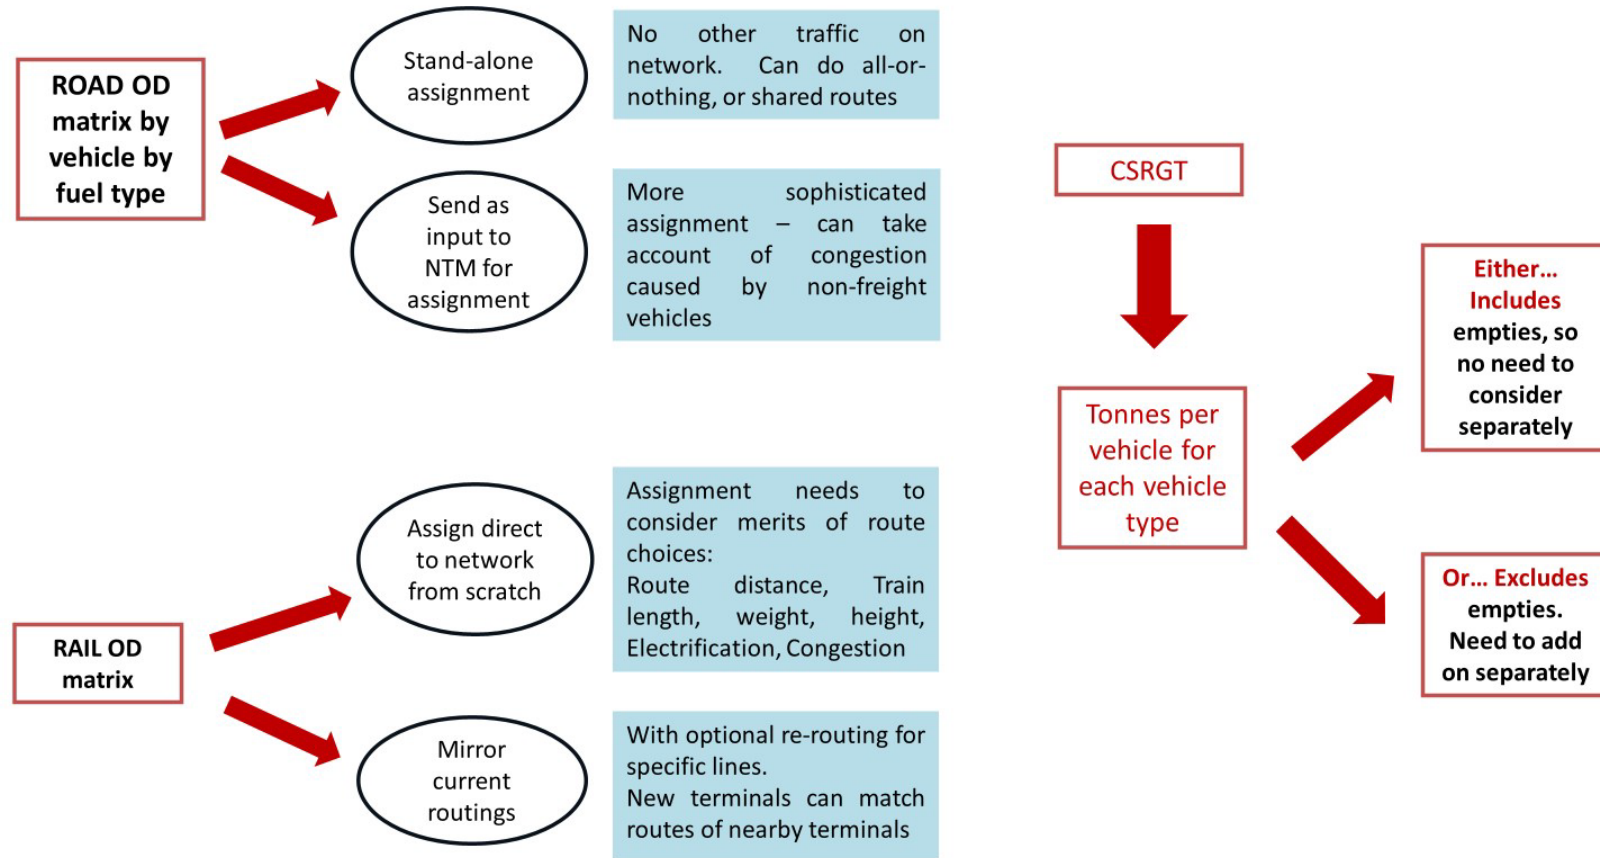 ROAD OD
matrix by
vehicle by
fuel type
Stand-alone
assignment
No other traffic on
network. Can do all-or-
nothing, or shared routes
Send as
input to
NTM for
assignment
More sophisticated
assignment – can take
account of congestion
caused by non-freight
vehicles
RAIL OD
matrix
Assign direct
to network
from scratch
Assignment needs to
consider merits of route
choices:
Route distance, Train
length, weight, height,
Electrification, Congestion
Mirror
current
routings
With optional re-routing for
specific lines.
New terminals can match
routes of nearby terminals
CSRGT
Tonnes per
vehicle for
each vehicle
type
Either...
Includes
empties, so
no need to
consider
separately
Or... Excludes
empties.
Need to add
on separately